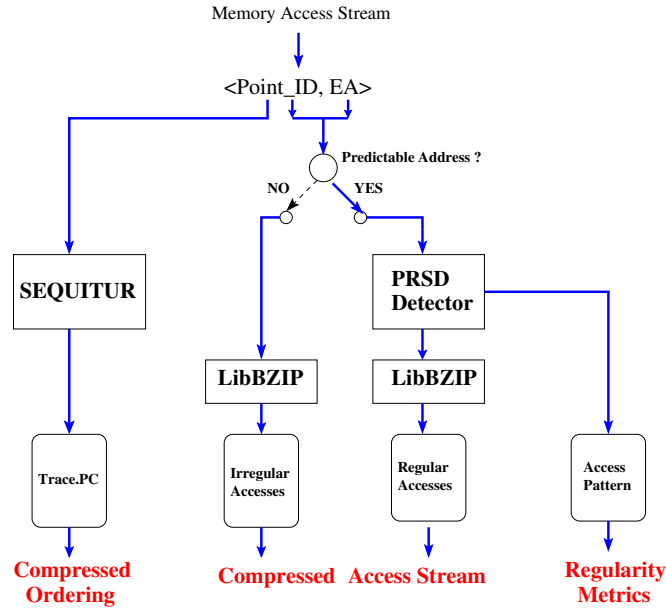 Memory Access Stream
<Point_ID, EA>
Predictable Address ?
NO
YES
SEQUITUR
PRSD
Detector
LibBZIP
LibBZIP
Trace.PC
Irregular
Accesses
Regular
Accesses
Access
Pattern
Compressed
Ordering
Compressed
Access Stream
Regularity
Metrics